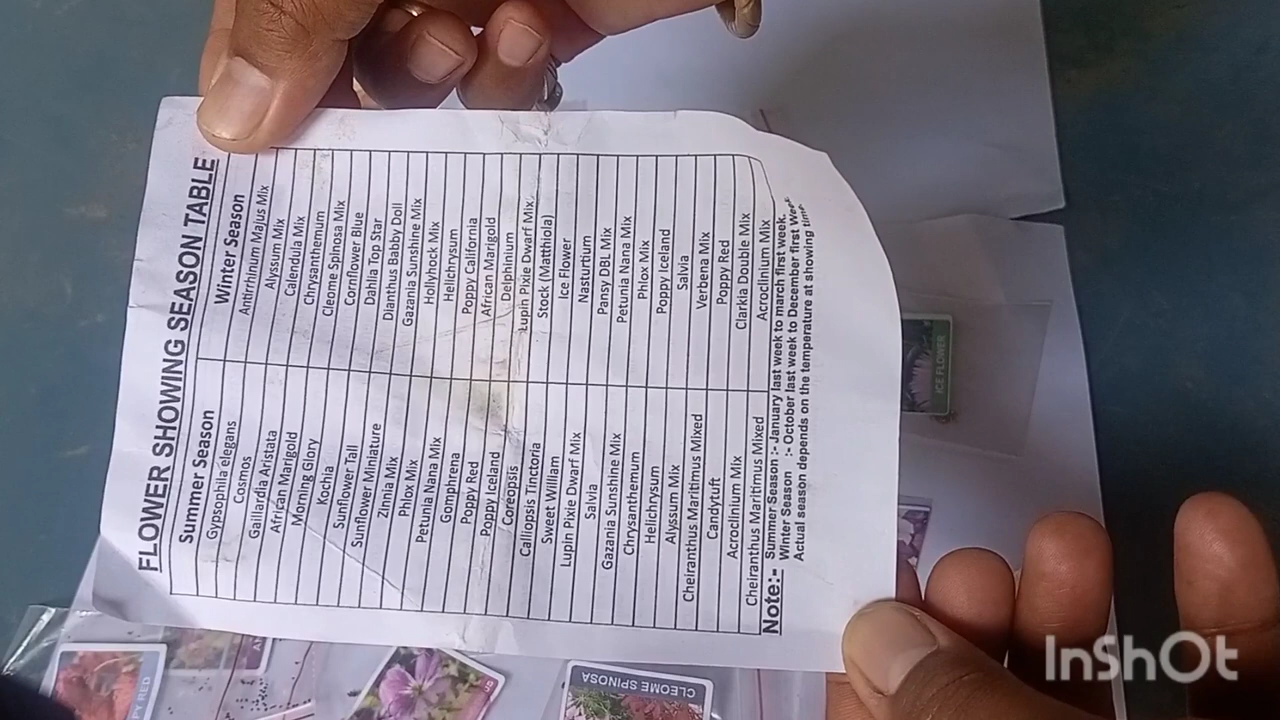 FLOWER SHOWING SEASON TABLE
Summer Season Winter Season
Gypsophila elegans Antirrhinum Majus Mix
Cosmos Alyssum Mix
Gaillardia Aristata Calendula Mix
African Marigold Chrysanthemum
Morning Glory Cleome Spinosa Mix
Kochia Cornflower Blue
Sunflower Tall Dahlia Top Star
Sunflower Miniature Dianthus Babby Doll
Zinnia Mix Gazania Sunshine Mix
Phlox Mix Hollyhock Mix
Petunia Nana Mix Helichrysum
Gomphrena Poppy California
Poppy Red African Marigold
Poppy Iceland Delphinium
Coreopsis Lupin Pixie Dwarf Mix
Calliopsis Tinctoria Stock (Matthiola)
Sweet William Ice Flower
Lupin Pixie Dwarf Mix Nasturtium
Salvia Pansy DBL Mix
Gazania Sunshine Mix Petunia Nana Mix
Chrysanthemum Phlox Mix
Helichrysum Poppy Iceland
Alyssum Mix Salvia
Cheiranthus Maritimus Mixed Verbena Mix
Candytuft Poppy Red
Acroclinium Mix Clarkia Double Mix
Cheiranthus Maritimus Mixed Acroclinium Mix
Note:- Summer Season :- January last week to march first week.
Winter Season :- October last week to December first Week
Actual season depends on the temperature at showing time.
ICE FLOWER
PY RED
CLEOME SPINOSA
InShOt